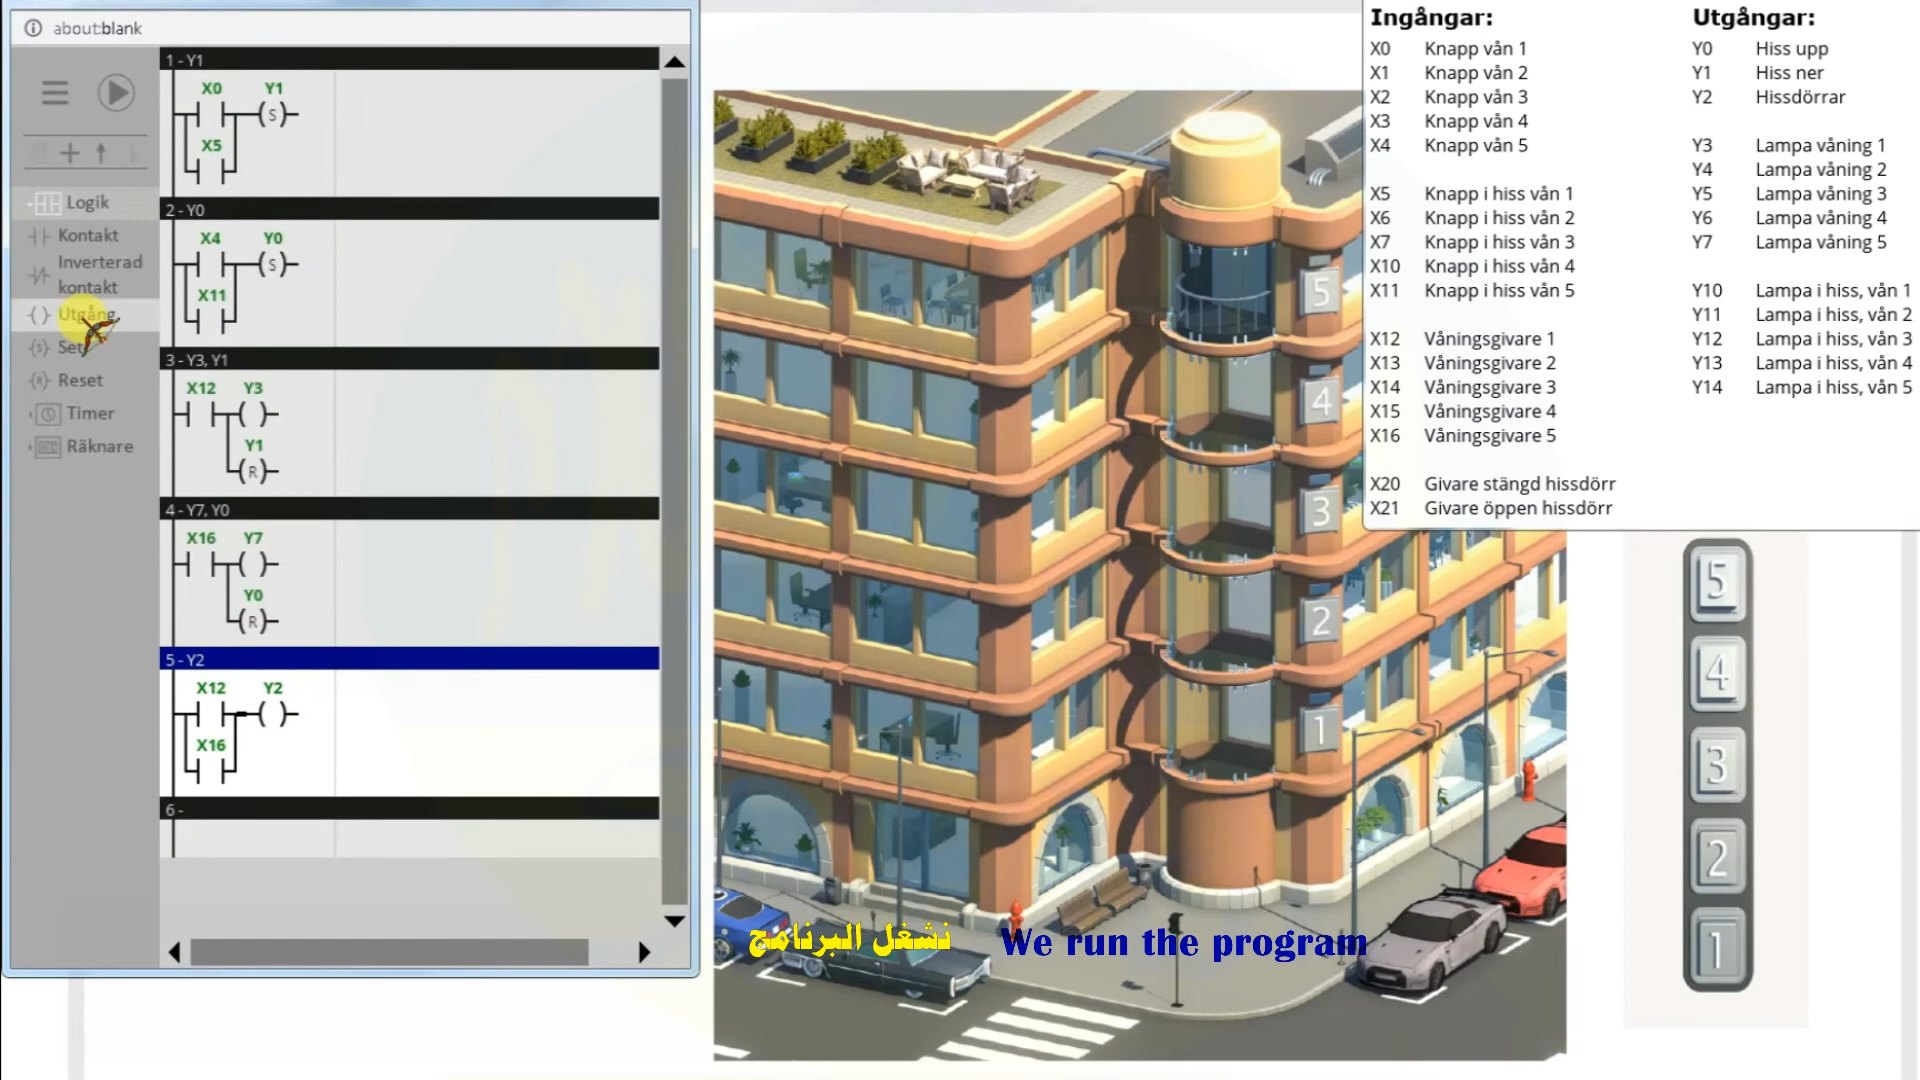 about:blank
Logik
Kontakt
Inverterad
kontakt
Utgång
Set
Reset
Timer
Räknare
1 - Y1
X0 Y1
S
X5
2 - Y0
X4 Y0
S
X11
3 - Y3, Y1
X12 Y3
Y1
R
4 - Y7, Y0
X16 Y7
Y0
R
5 - Y2
X12 Y2
X16
6 -
Ingångar:
X0 Knapp vån 1
X1 Knapp vån 2
X2 Knapp vån 3
X3 Knapp vån 4
X4 Knapp vån 5
X5 Knapp i hiss vån 1
X6 Knapp i hiss vån 2
X7 Knapp i hiss vån 3
X10 Knapp i hiss vån 4
X11 Knapp i hiss vån 5
X12 Våningsgivare 1
X13 Våningsgivare 2
X14 Våningsgivare 3
X15 Våningsgivare 4
X16 Våningsgivare 5
X20 Givare stängd hissdörr
X21 Givare öppen hissdörr
Utgångar:
Y0 Hiss upp
Y1 Hiss ner
Y2 Hissdörrar
Y3 Lampa våning 1
Y4 Lampa våning 2
Y5 Lampa våning 3
Y6 Lampa våning 4
Y7 Lampa våning 5
Y10 Lampa i hiss, vån 1
Y11 Lampa i hiss, vån 2
Y12 Lampa i hiss, vån 3
Y13 Lampa i hiss, vån 4
Y14 Lampa i hiss, vån 5
5
4
3
2
1
5
4
3
2
1
نشغل البرنامج
We run the program